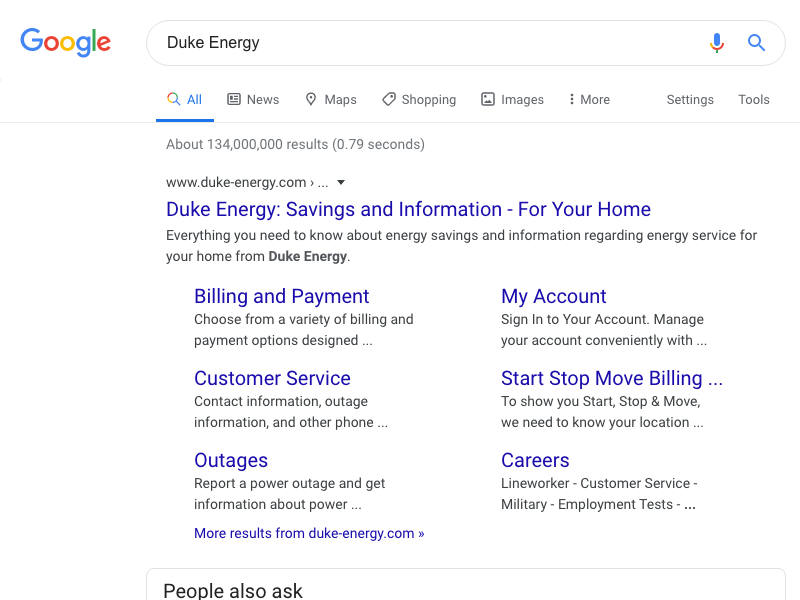 Google
Duke Energy
All News Maps Shopping Images More Settings Tools
About 134,000,000 results (0.79 seconds)
www.duke-energy.com › ...
Duke Energy: Savings and Information - For Your Home
Everything you need to know about energy savings and information regarding energy service for
your home from Duke Energy.
Billing and Payment
Choose from a variety of billing and
payment options designed ...
My Account
Sign In to Your Account. Manage
your account conveniently with ...
Customer Service
Contact information, outage
information, and other phone ...
Start Stop Move Billing ...
To show you Start, Stop & Move,
we need to know your location ...
Outages
Report a power outage and get
information about power ...
Careers
Lineworker - Customer Service -
Military - Employment Tests - ...
More results from duke-energy.com »
People also ask